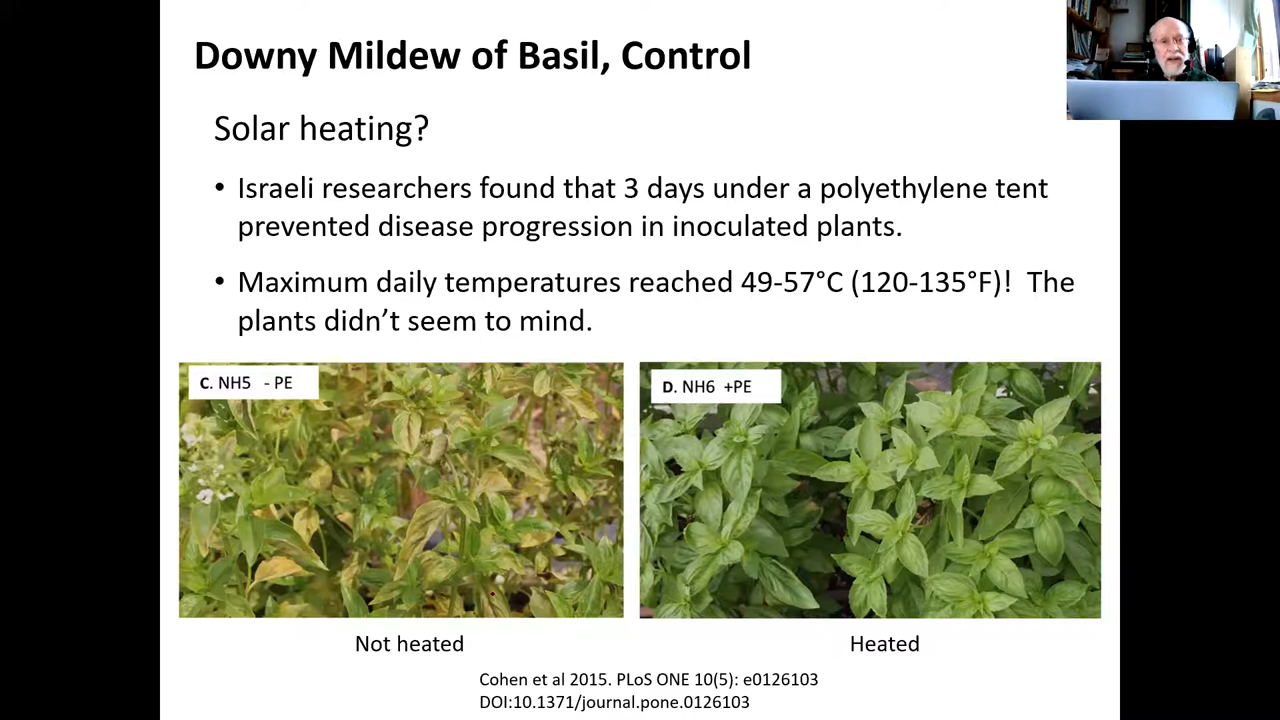 Downy Mildew of Basil, Control
Solar heating?
• Israeli researchers found that 3 days under a polyethylene tent
prevented disease progression in inoculated plants.
• Maximum daily temperatures reached 49-57°C (120-135°F)!  The
plants didn’t seem to mind.
C. NH5 - PE
D. NH6 +PE
Not heated
Heated
Cohen et al 2015. PLoS ONE 10(5): e0126103
DOI:10.1371/journal.pone.0126103